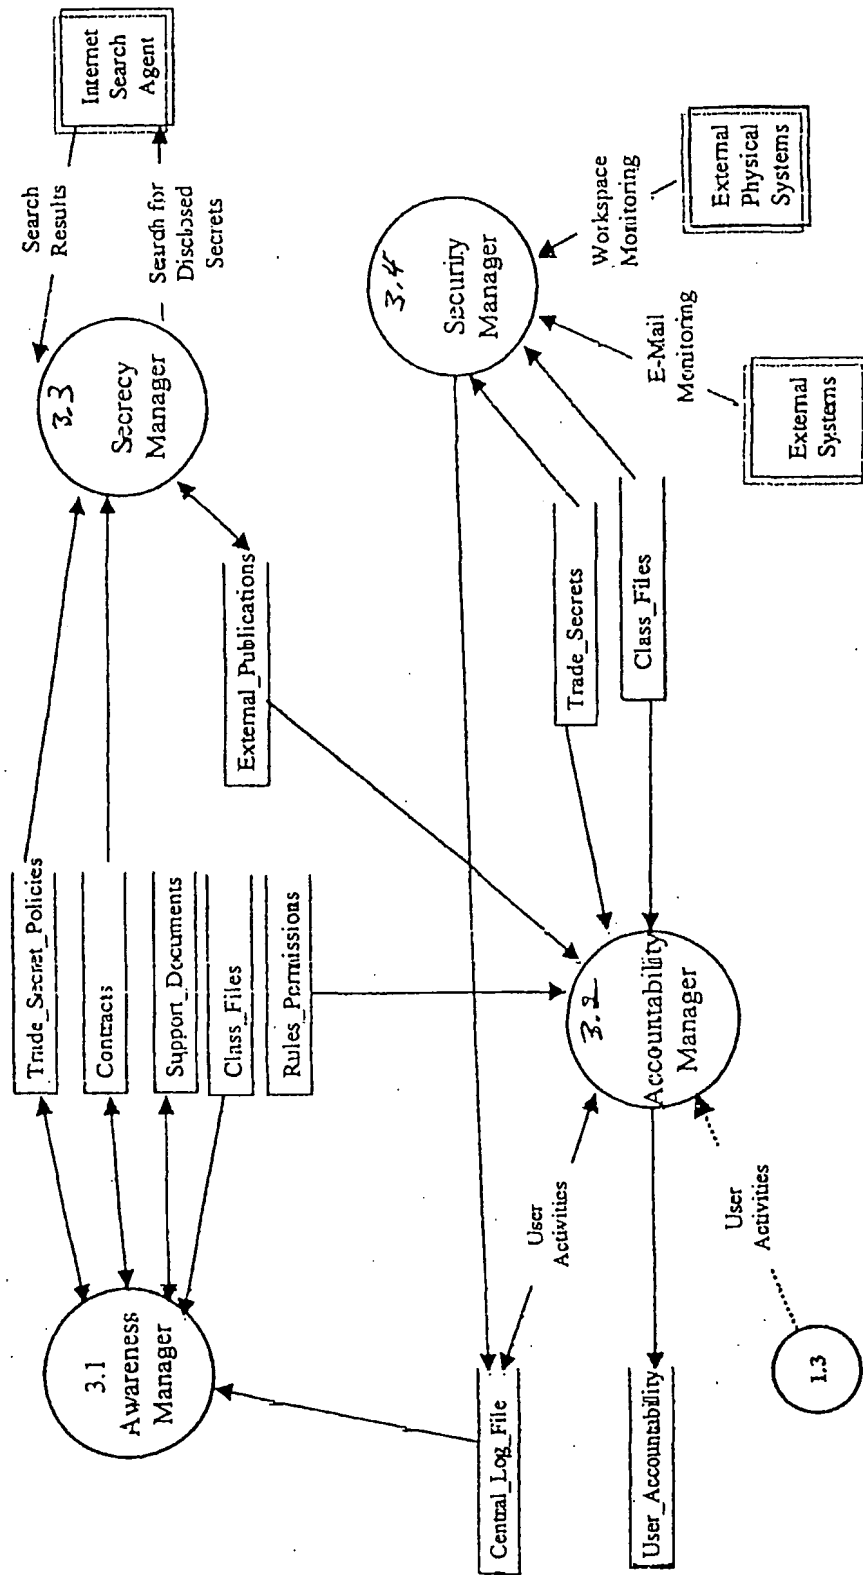 3.1
Awareness
Manager
Trade_Secret_Policies
Contracts
Support_Documents
Class_Files
Rules_Permissions
3.3
Secrecy
Manager
Search
Results
Search for
Disclosed
Secrets
Internet
Search
Agent
External_Publications
Central_Log_File
User
Activities
User_Accountability
3.2
Accountability
Manager
User
Activities
1.3
Trade_Secrets
Class_Files
3.4
Security
Manager
Workspace
Monitoring
E-Mail
Monitoring
External
Physical
Systems
External
Systems